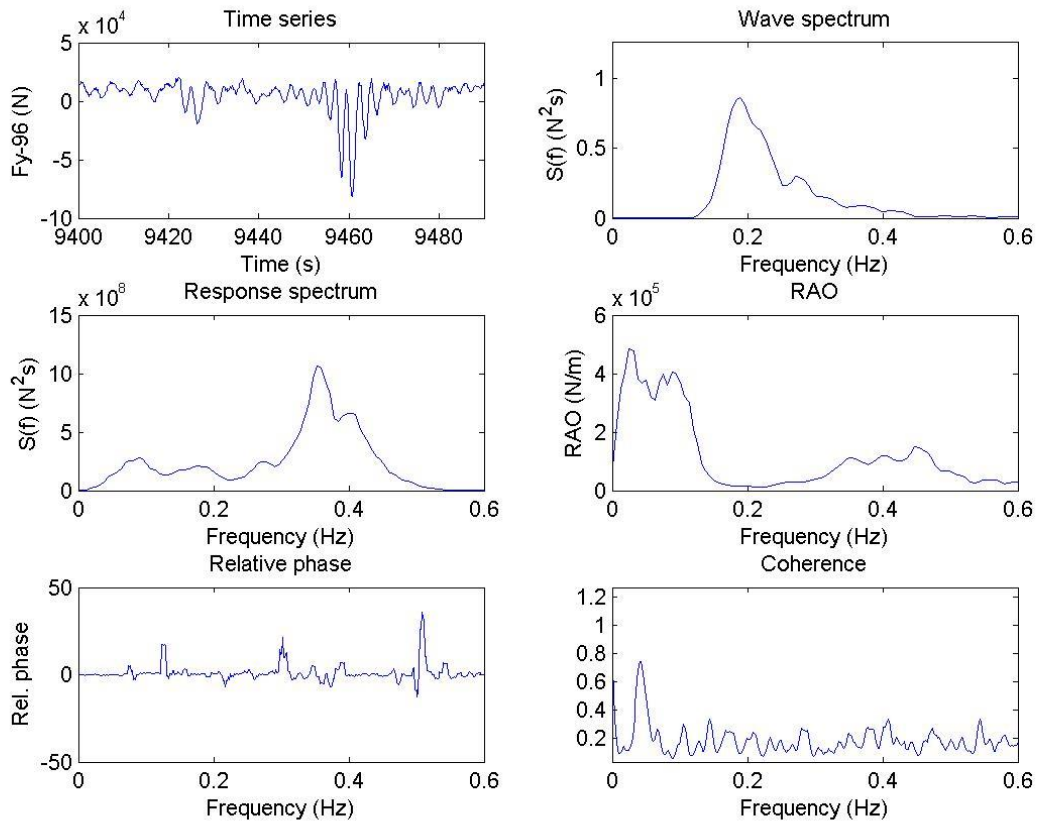 Time series
x 10^4
5
0
-5
-10
Fy-96 (N)
9400 9420 9440 9460 9480
Time (s)
Wave spectrum
1
0.5
0
S(f) (N^2s)
0 0.2 0.4 0.6
Frequency (Hz)
Response spectrum
x 10^8
15
10
5
0
S(f) (N^2s)
0 0.2 0.4 0.6
Frequency (Hz)
RAO
x 10^5
6
4
2
0
RAO (N/m)
0 0.2 0.4 0.6
Frequency (Hz)
Relative phase
50
0
-50
Rel. phase
0 0.2 0.4 0.6
Frequency (Hz)
Coherence
1.2
1
0.8
0.6
0.4
0.2
0 0.2 0.4 0.6
Frequency (Hz)